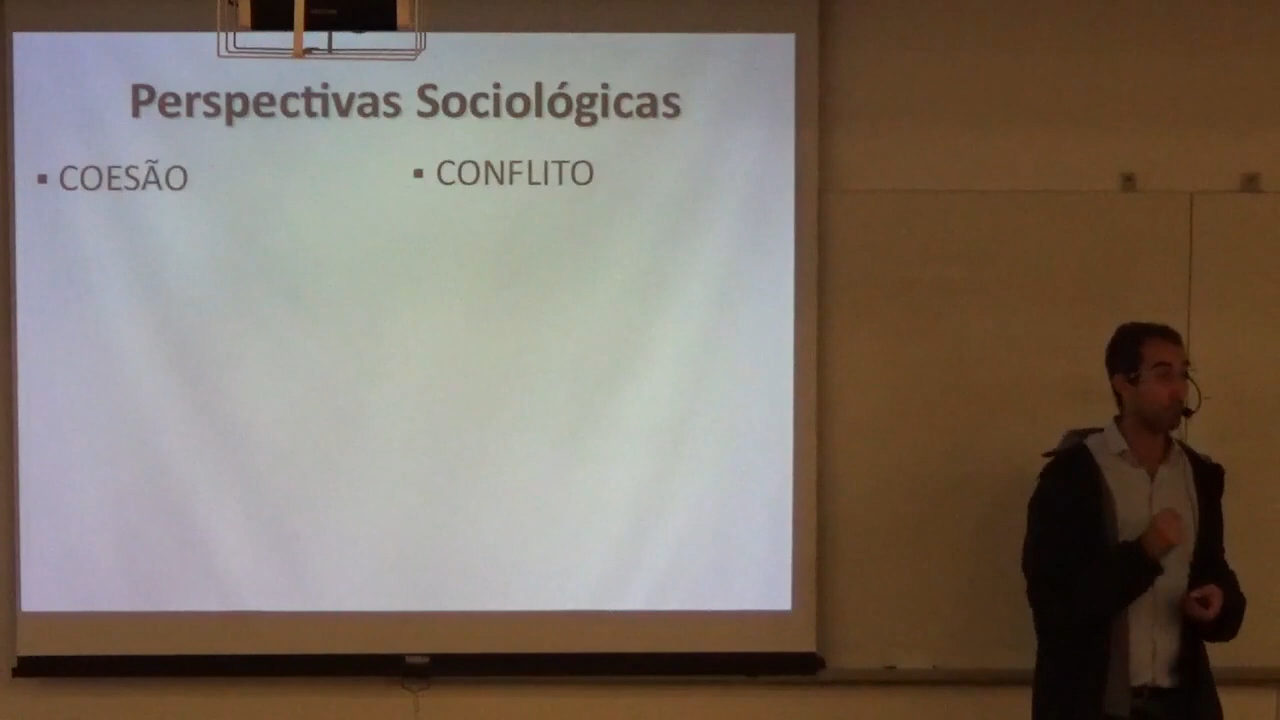 Perspectivas Sociológicas
▪ COESÃO
▪ CONFLITO